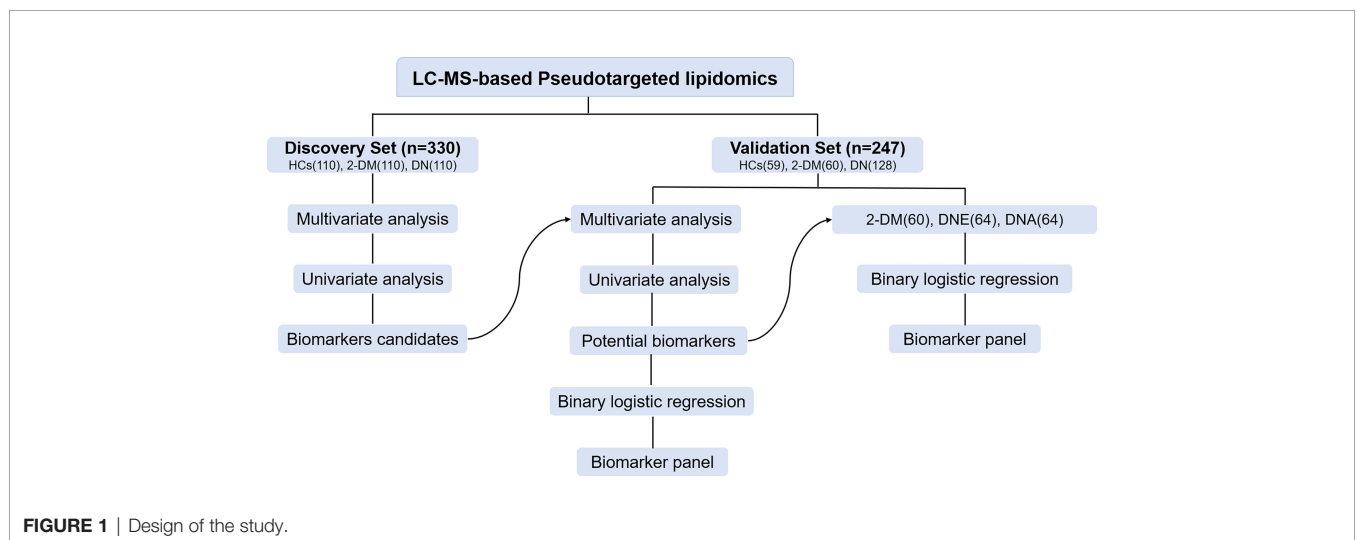 LC-MS-based Pseudotargeted lipidomics
Discovery Set (n=330)
HCs(110), 2-DM(110), DN(110)
Multivariate analysis
Univariate analysis
Biomarkers candidates
Validation Set (n=247)
HCs(59), 2-DM(60), DN(128)
Multivariate analysis
Univariate analysis
Potential biomarkers
Binary logistic regression
Biomarker panel
2-DM(60), DNE(64), DNA(64)
Binary logistic regression
Biomarker panel
FIGURE 1 | Design of the study.